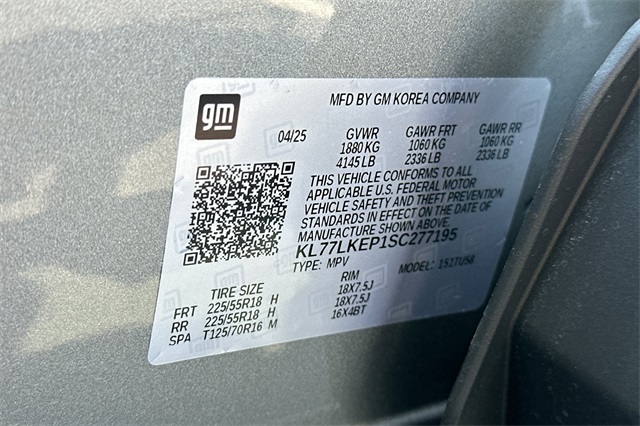 gm
MFD BY GM KOREA COMPANY
04/25 GVWR GAWR FRT GAWR RR
1880 KG 1060 KG 1060 KG
4145 LB 2336 LB 2336 LB
THIS VEHICLE CONFORMS TO ALL
APPLICABLE U.S. FEDERAL MOTOR
VEHICLE SAFETY AND THEFT PREVENTION
STANDARDS IN EFFECT ON THE DATE OF
MANUFACTURE SHOWN ABOVE.
KL77LKEP1SC277195
TYPE: MPV MODEL: 1S1TU58
TIRE SIZE RIM
FRT 225/55R18 H 18X7.5J
RR 225/55R18 H 18X7.5J
SPA T125/70R16 M 16X4BT